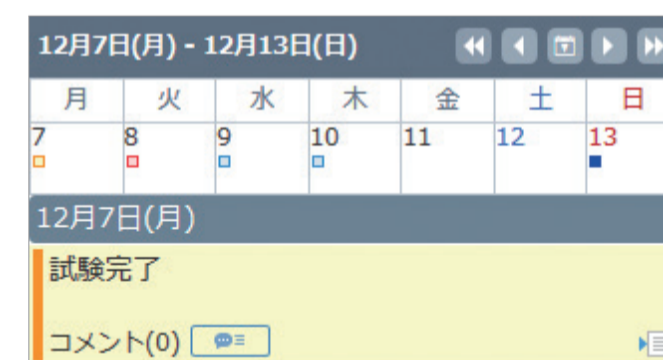 12月7日(月) - 12月13日(日)
月 火 水 木 金 土 日
7 8 9 10 11 12 13
12月7日(月)
試験完了
コメント(0)